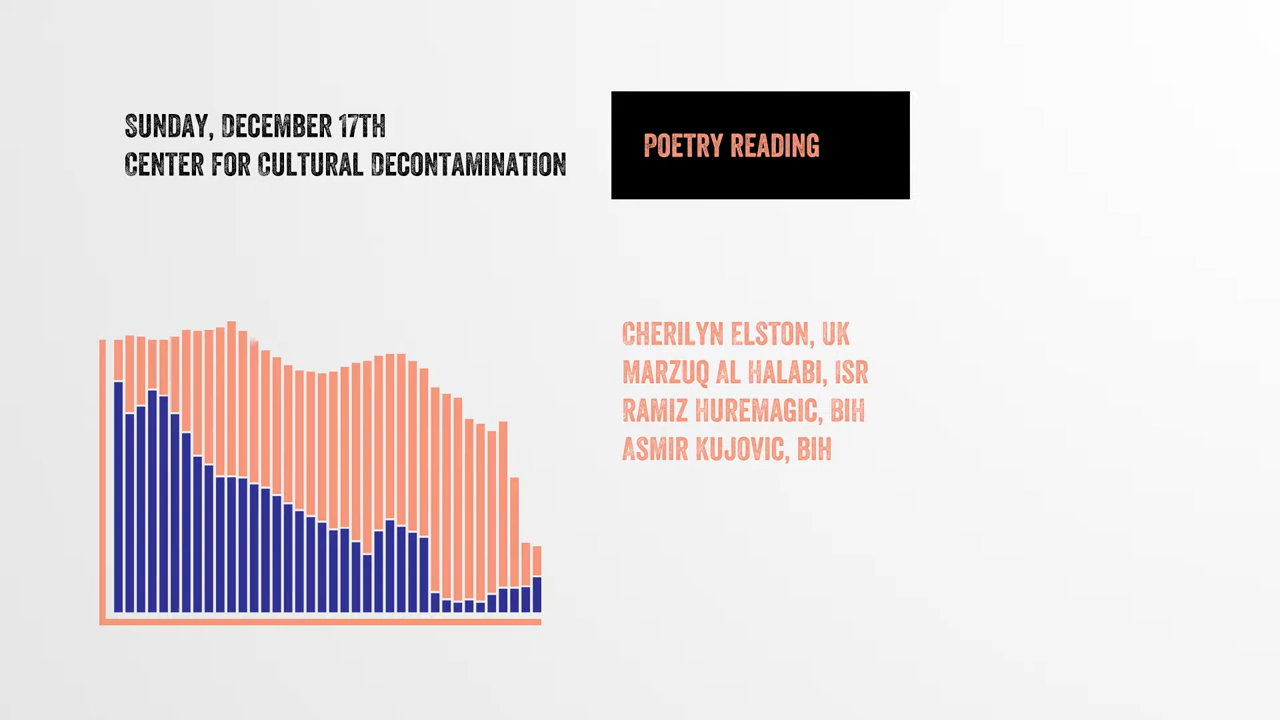 SUNDAY, DECEMBER 17TH
CENTER FOR CULTURAL DECONTAMINATION
POETRY READING
CHERILYN ELSTON, UK
MARZUQ AL HALABI, ISR
RAMIZ HUREMAGIC, BIH
ASMIR KUJOVIC, BIH